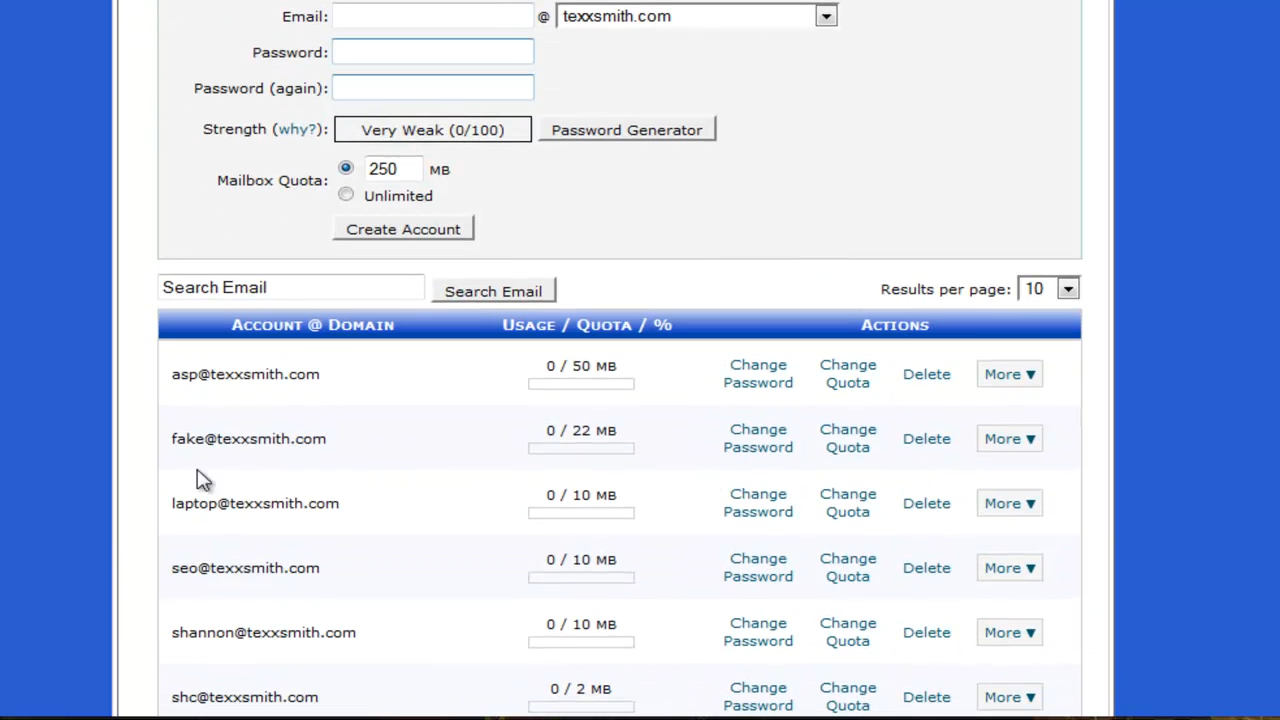 Email: @ texxsmith.com
Password:
Password (again):
Strength (why?): Very Weak (0/100) Password Generator
Mailbox Quota: 250 MB
Unlimited
Create Account
Search Email Search Email Results per page: 10
Account @ Domain Usage / Quota / % Actions
asp@texxsmith.com 0 / 50 MB Change Password Change Quota Delete More ▼
fake@texxsmith.com 0 / 22 MB Change Password Change Quota Delete More ▼
laptop@texxsmith.com 0 / 10 MB Change Password Change Quota Delete More ▼
seo@texxsmith.com 0 / 10 MB Change Password Change Quota Delete More ▼
shannon@texxsmith.com 0 / 10 MB Change Password Change Quota Delete More ▼
shc@texxsmith.com 0 / 2 MB Change Password Change Quota Delete More ▼